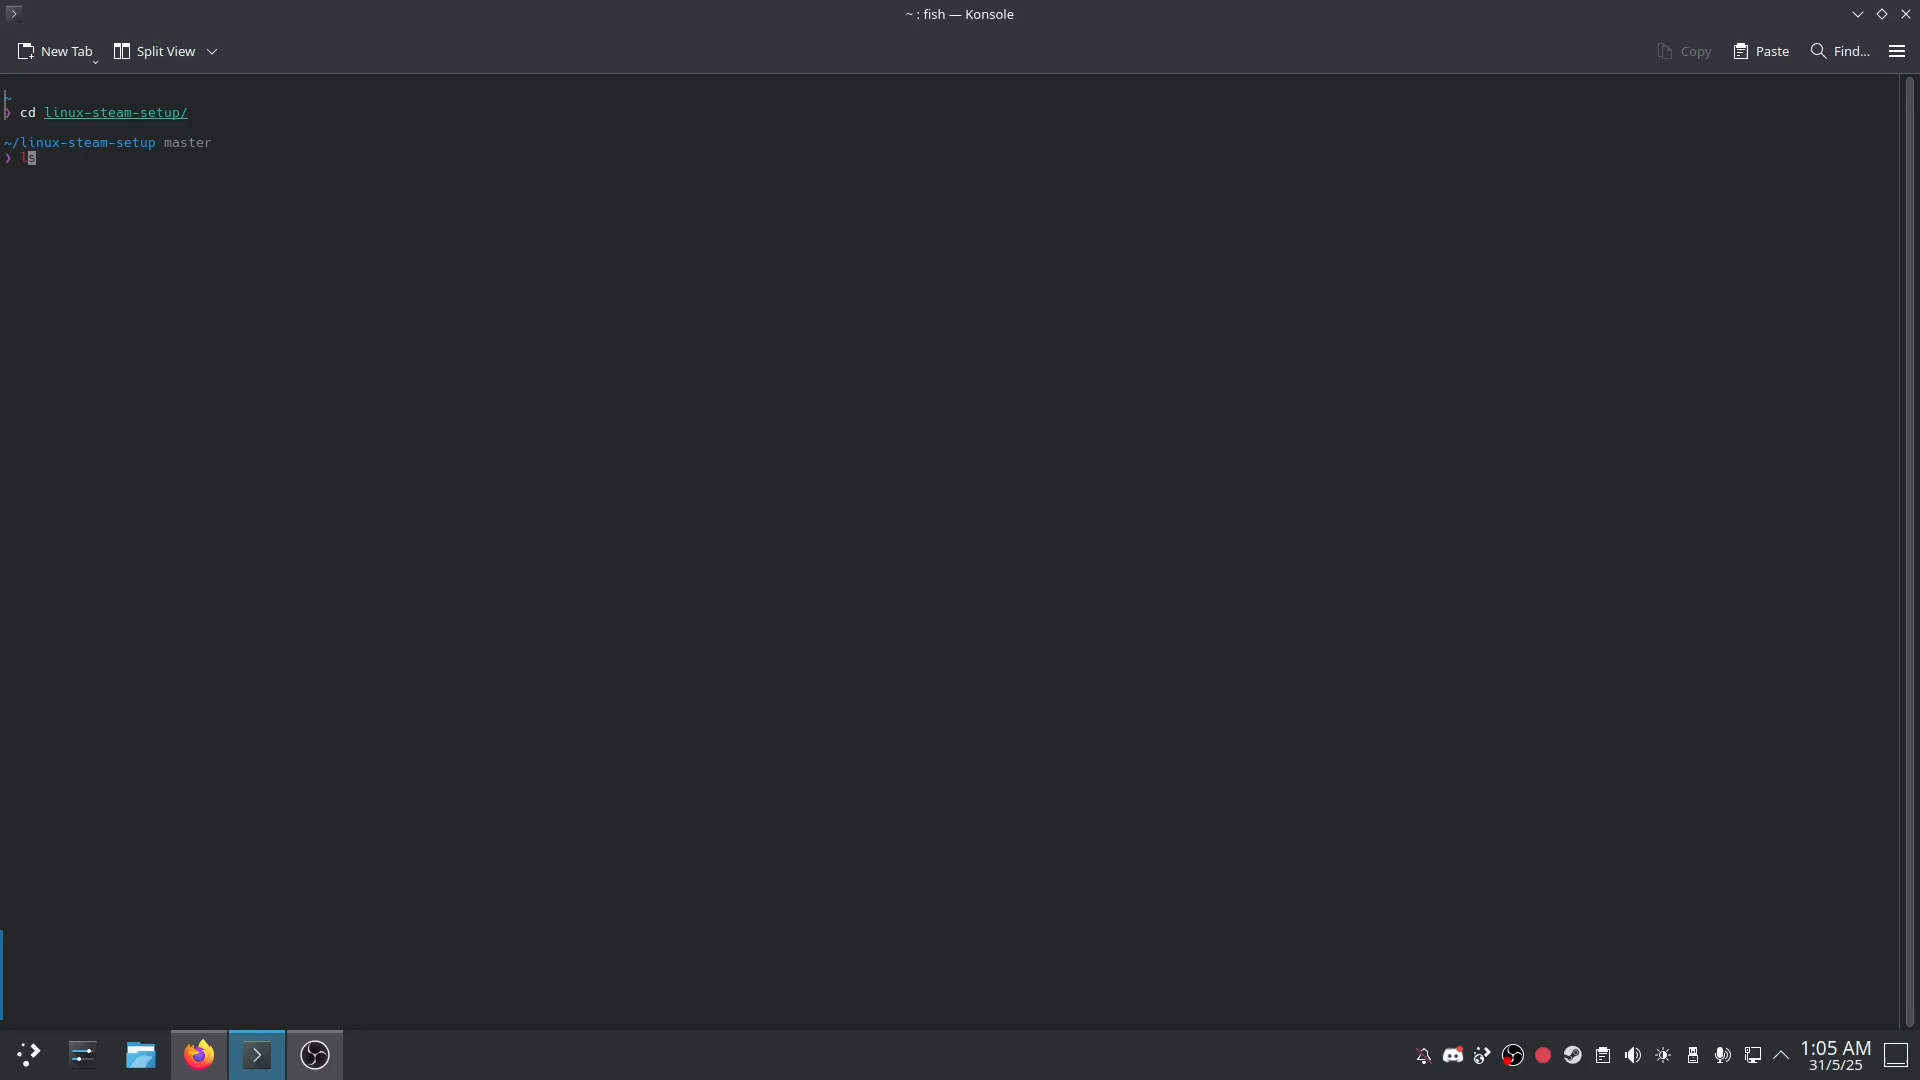 ~ : fish — Konsole
New Tab
Split View
Copy
Paste
Find...
~
❯ cd linux-steam-setup/
~/linux-steam-setup master
❯ ls
1:05 AM
31/5/25